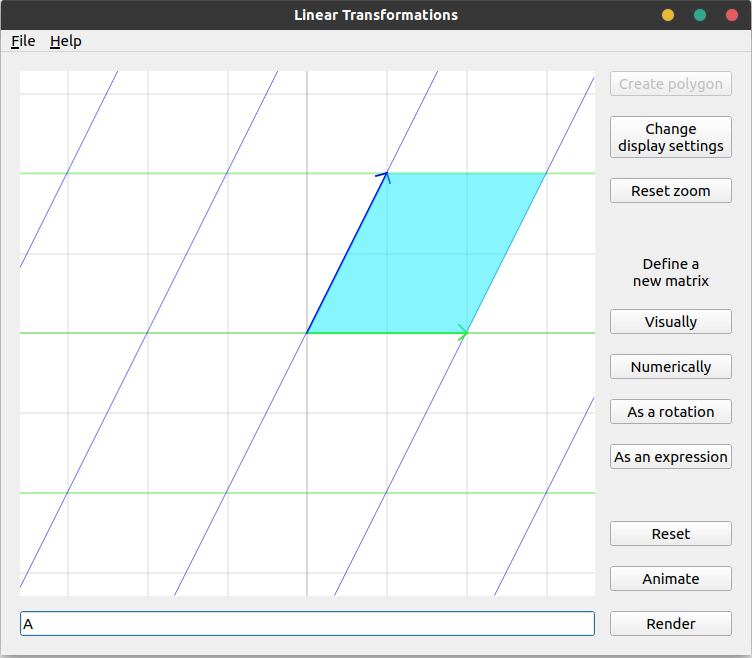 Linear Transformations
File Help
Create polygon
Change
display settings
Reset zoom
Define a
new matrix
Visually
Numerically
As a rotation
As an expression
Reset
Animate
A
Render